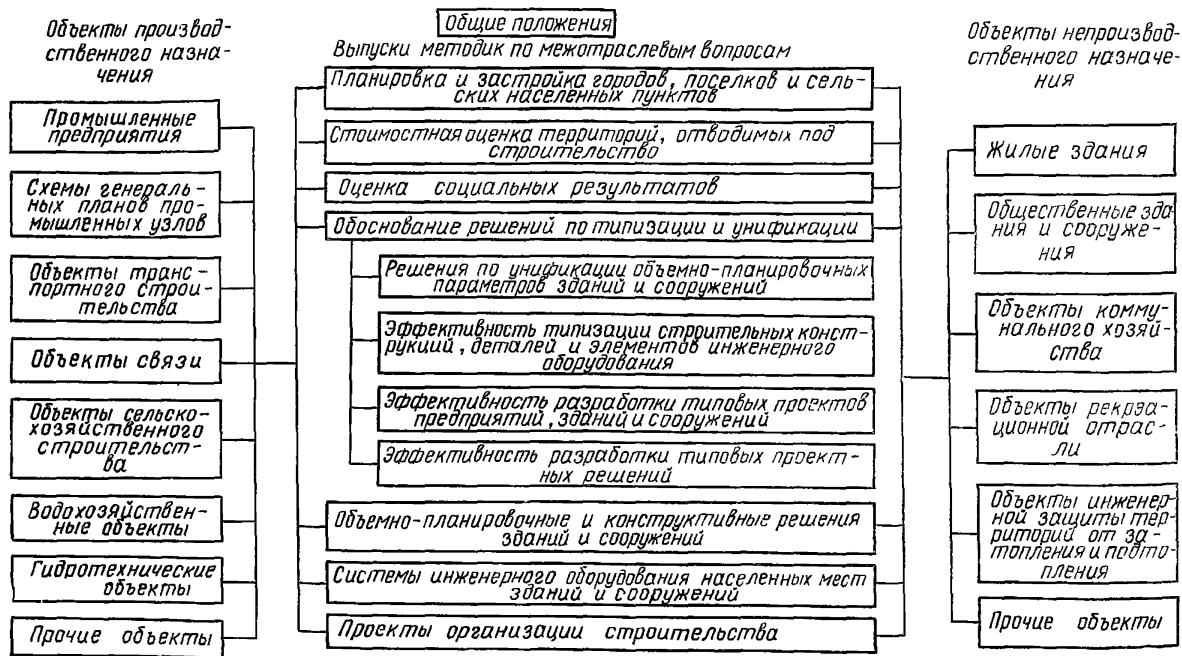 Объекты производ-
ственного назна-
чения
Промышленные
предприятия
Схемы генераль-
ных планов про-
мышленных узлов
Объекты транс-
портного строи-
тельства
Объекты связи
Объекты сельско-
хозяйственного
строительст-
ва
Водохозяйствен-
ные объекты
Гидротехнические
объекты
Прочие объекты
Общие положения
Выпуски методик по межотраслевым вопросам
Планировка и застройка городов, поселков и сель-
ских населенных пунктов
Стоимостная оценка территорий, отводимых под
строительство
Оценка социальных результатов
Обоснование решений по типизации и унификации
Решения по унификации объемно-планировочных
параметров зданий и сооружений
Эффективность типизации строительных конст-
рукций, деталей и элементов инженерного
оборудования
Эффективность разработки типовых проектов
предприятий, зданий и сооружений
Эффективность разработки типовых проект-
ных решений
Объемно-планировочные и конструктивные решения
зданий и сооружений
Системы инженерного оборудования населенных мест
зданий и сооружений
Проекты организации строительства
Объекты непроизвод-
ственного назначе-
ния
Жилые здания
Общественные зда
ния и сооруже-
ния
Объекты комму-
нального хозяй-
ства
Объекты рекреа-
ционной отрас-
ли
Объекты инженер-
ной защиты тер-
риторий от за-
топления и подто-
пления
Прочие объекты